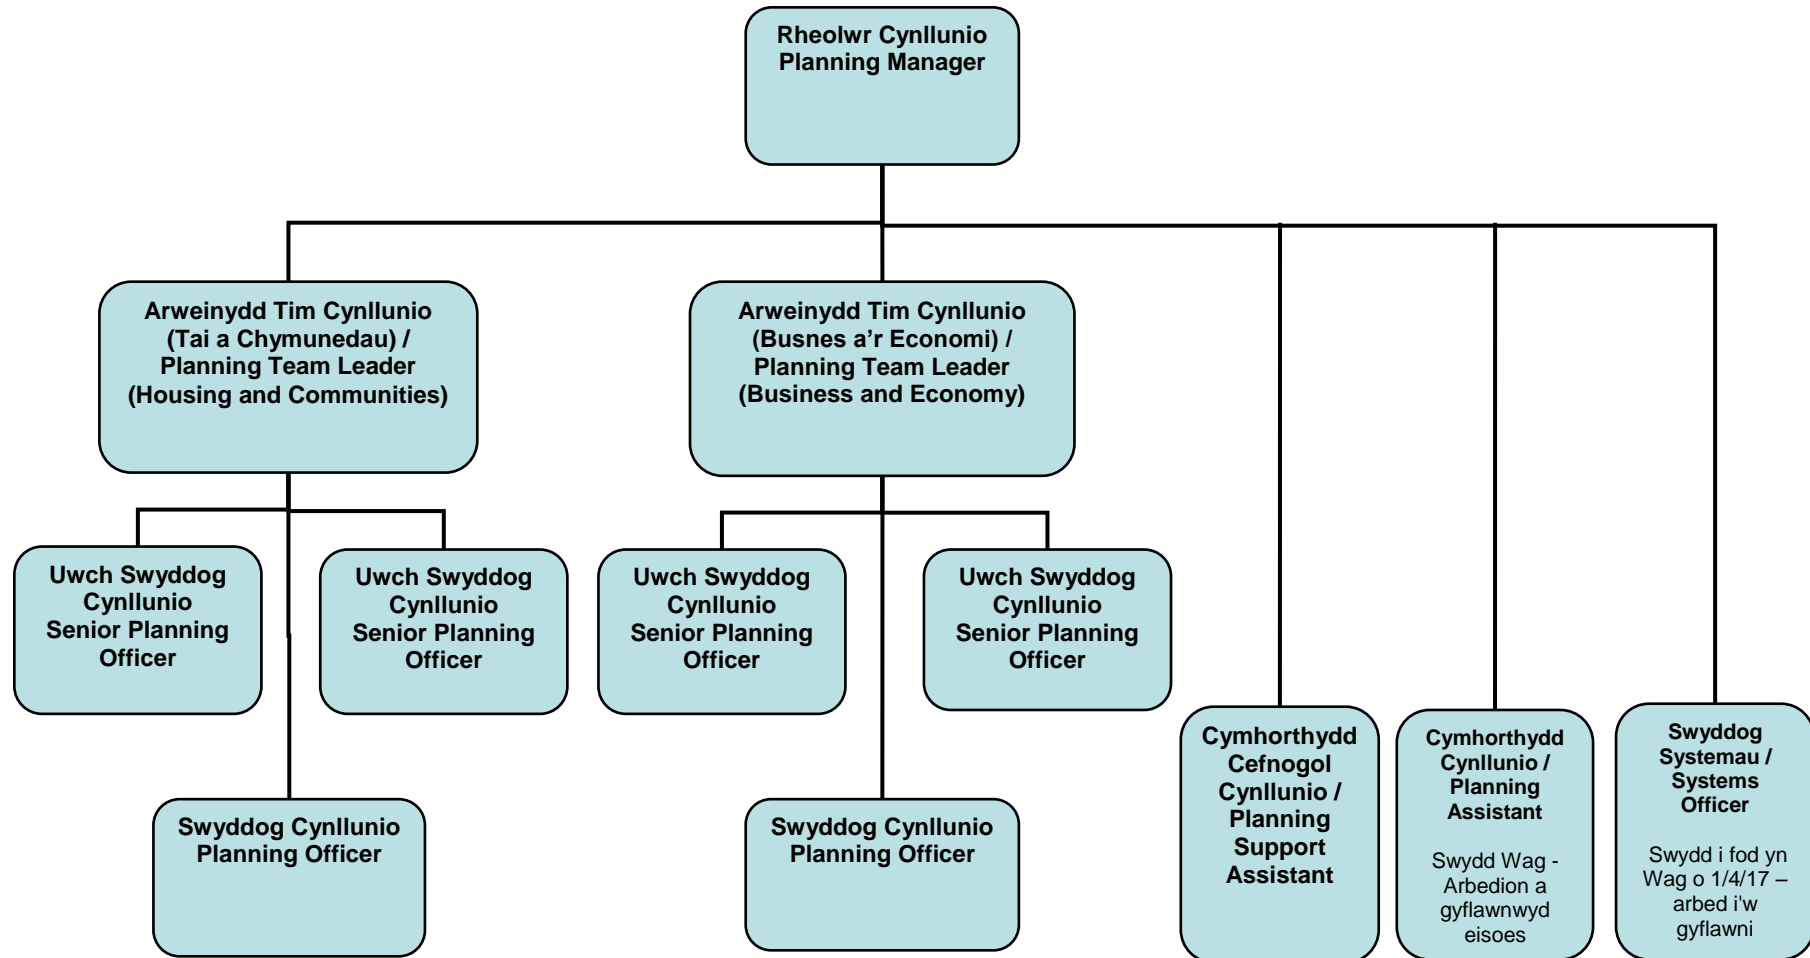 Rheolwr Cynllunio
Planning Manager
Arweinydd Tim Cynllunio
(Tai a Chymunedau) /
Planning Team Leader
(Housing and Communities)
Arweinydd Tim Cynllunio
(Busnes a’r Economi) /
Planning Team Leader
(Business and Economy)
Uwch Swyddog
Cynllunio
Senior Planning
Officer
Uwch Swyddog
Cynllunio
Senior Planning
Officer
Uwch Swyddog
Cynllunio
Senior Planning
Officer
Uwch Swyddog
Cynllunio
Senior Planning
Officer
Swyddog Cynllunio
Planning Officer
Swyddog Cynllunio
Planning Officer
Cymhorthydd
Cefnogol
Cynllunio /
Planning
Support
Assistant
Cymhorthydd
Cynllunio /
Planning
Assistant
Swydd Wag -
Arbedion a
gyflawnwyd
eisoes
Swyddog
Systemau /
Systems
Officer
Swydd i fod yn
Wag o 1/4/17 –
arbed i'w
gyflawni